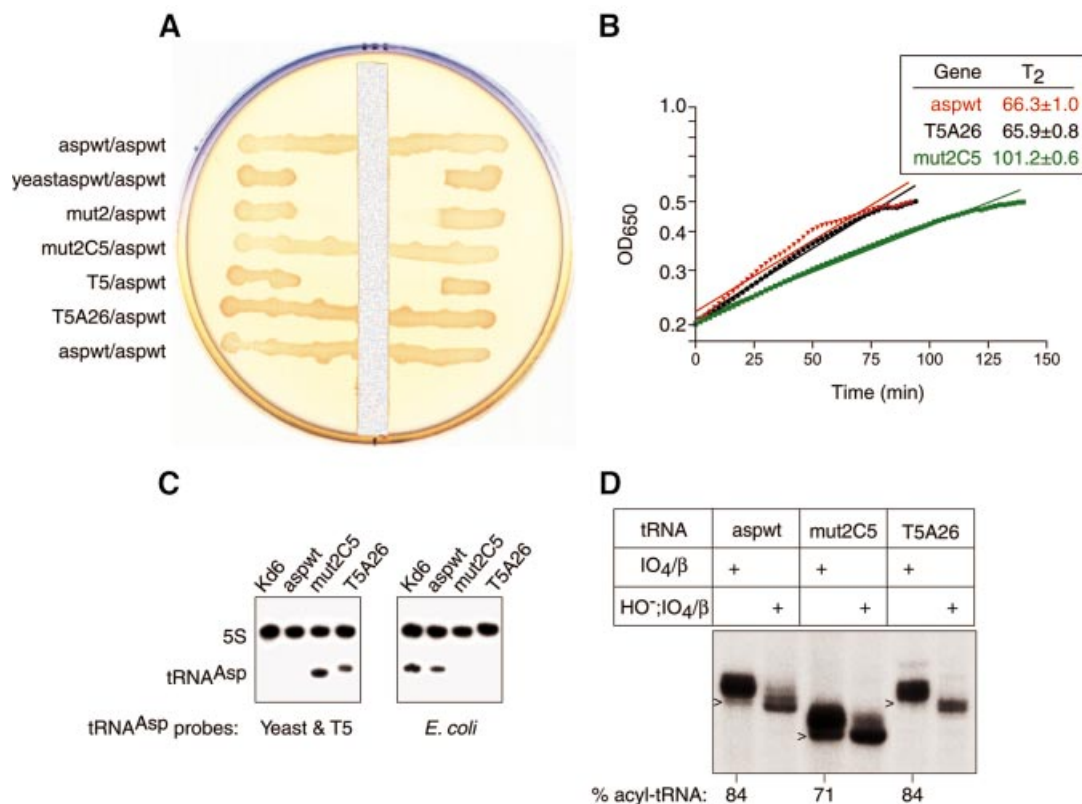 A
aspwt/aspwt
yeastaspwt/aspwt
mut2/aspwt
mut2C5/aspwt
T5/aspwt
T5A26/aspwt
aspwt/aspwt
B
Gene T2
aspwt 66.3±1.0
T5A26 65.9±0.8
mut2C5 101.2±0.6
OD650
1.0
0.5
0.4
0.3
0.2
0 25 50 75 100 125 150
Time (min)
C
Kd6 aspwt mut2C5 T5A26 Kd6 aspwt mut2C5 T5A26
5S
tRNAAsp
tRNAAsp probes: Yeast & T5 E. coli
D
tRNA aspwt mut2C5 T5A26
IO4/β + + +
HO-;IO4/β + + +
> > >
% acyl-tRNA: 84 71 84